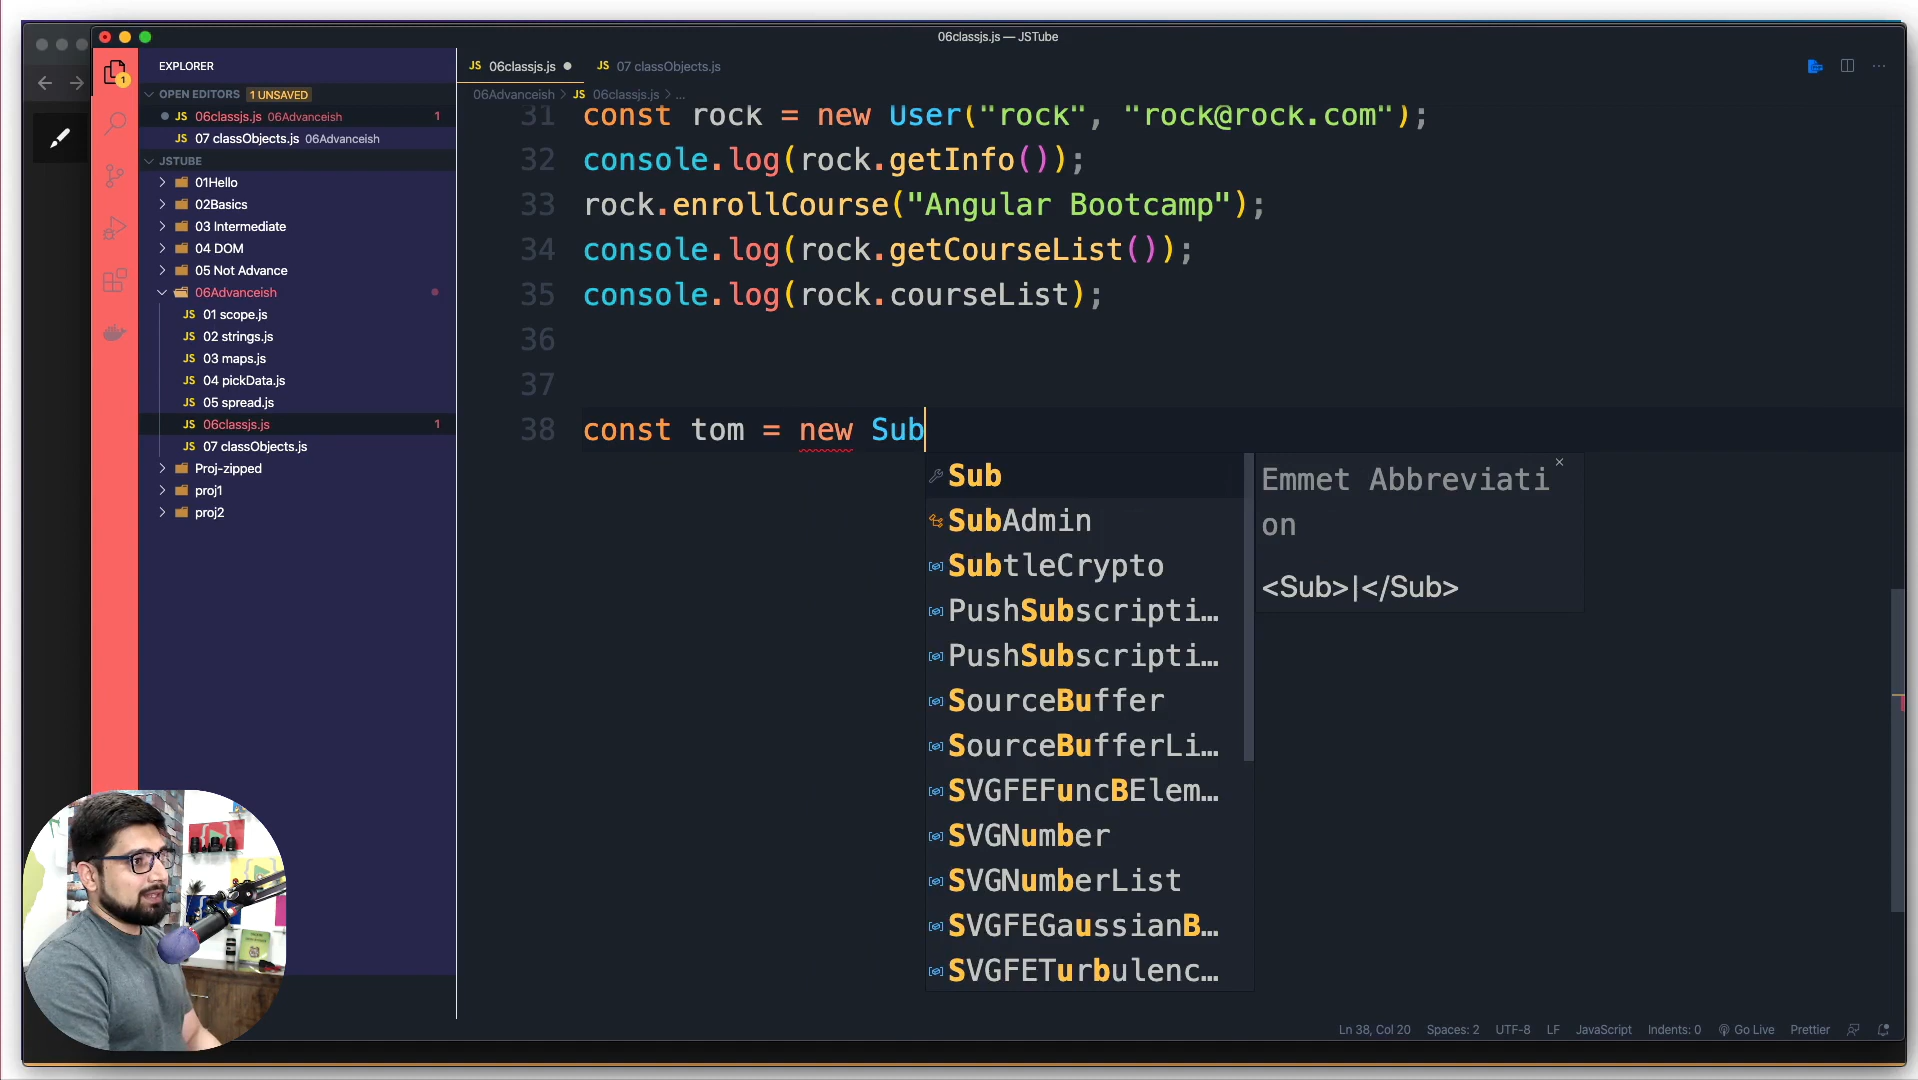 06classjs.js — JSTube
EXPLORER
OPEN EDITORS 1 UNSAVED
JS 06classjs.js 06Advanceish 1
JS 07 classObjects.js 06Advanceish
JSTUBE
01Hello
02Basics
03 Intermediate
04 DOM
05 Not Advance
06Advanceish
JS 01 scope.js
JS 02 strings.js
JS 03 maps.js
JS 04 pickData.js
JS 05 spread.js
JS 06classjs.js 1
JS 07 classObjects.js
Proj-zipped
proj1
proj2
1
JS 06classjs.js
JS 07 classObjects.js
06Advanceish > JS 06classjs.js > ...
31 const rock = new User("rock", "rock@rock.com");
32 console.log(rock.getInfo());
33 rock.enrollCourse("Angular Bootcamp");
34 console.log(rock.getCourseList());
35 console.log(rock.courseList);
36
37
38 const tom = new Sub
Sub
SubAdmin
SubtleCrypto
PushSubscripti…
PushSubscripti…
SourceBuffer
SourceBufferLi…
SVGFEFuncBElem…
SVGNumber
SVGNumberList
SVGFEGaussianB…
SVGFETurbulenc…
Emmet Abbreviati
on
<Sub>|</Sub>
Ln 38, Col 20 Spaces: 2 UTF-8 LF JavaScript Indents: 0 Go Live Prettier